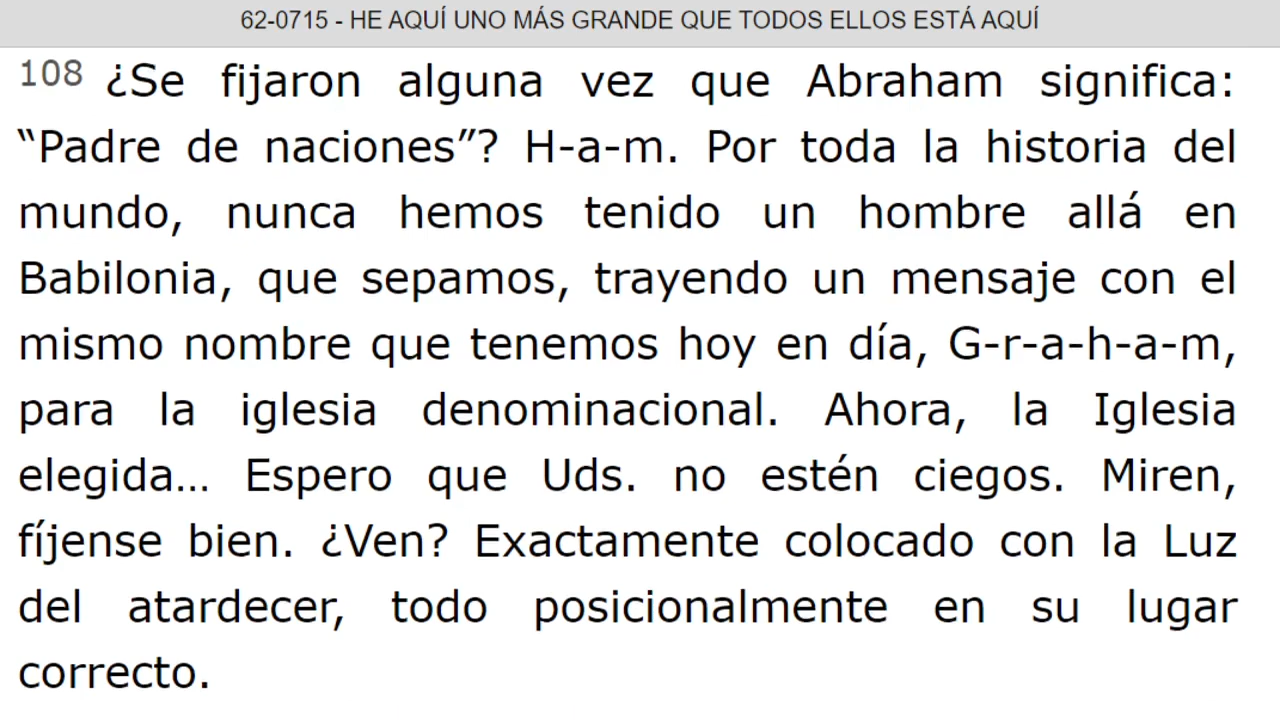 62-0715 - HE AQUÍ UNO MÁS GRANDE QUE TODOS ELLOS ESTÁ AQUÍ
108 ¿Se fijaron alguna vez que Abraham significa:
“Padre de naciones”? H-a-m. Por toda la historia del
mundo, nunca hemos tenido un hombre allá en
Babilonia, que sepamos, trayendo un mensaje con el
mismo nombre que tenemos hoy en día, G-r-a-h-a-m,
para la iglesia denominacional. Ahora, la Iglesia
elegida… Espero que Uds. no estén ciegos. Miren,
fíjense bien. ¿Ven? Exactamente colocado con la Luz
del atardecer, todo posicionalmente en su lugar
correcto.